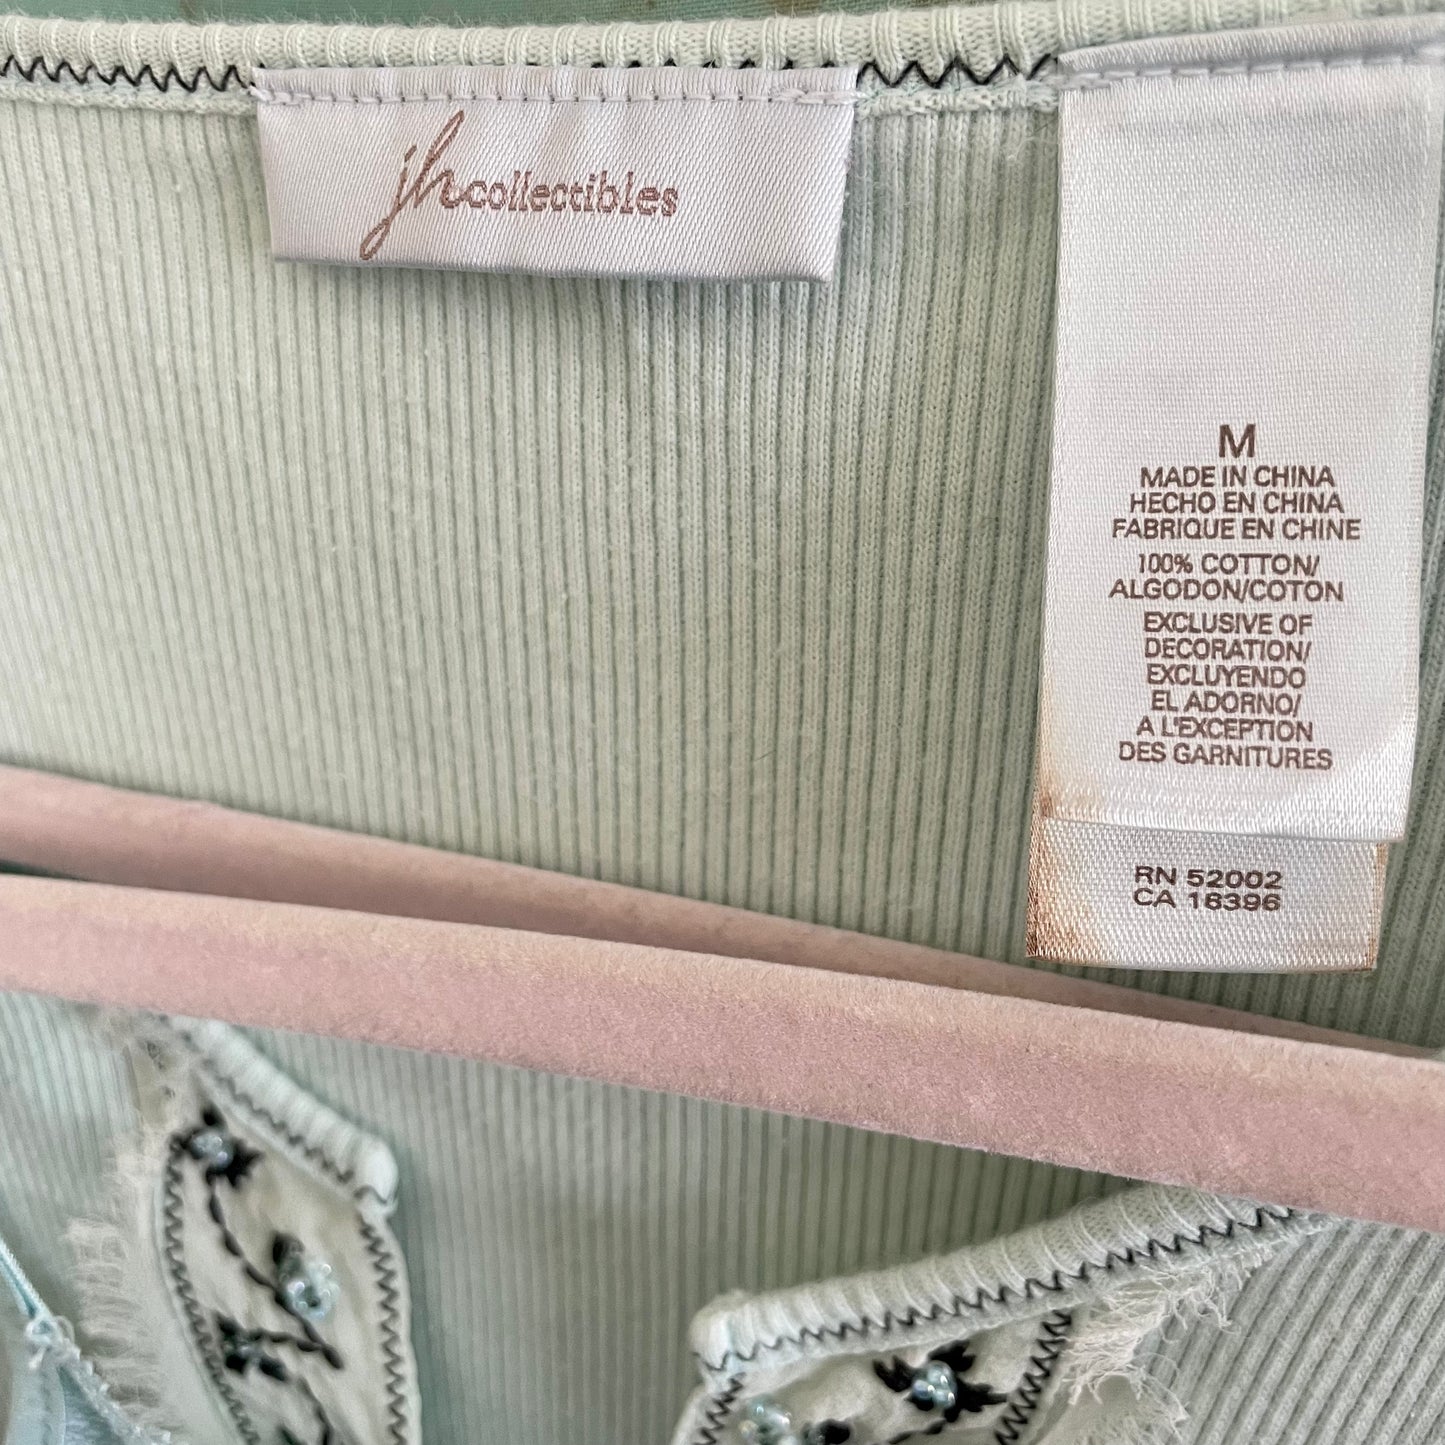 jhcollectibles
M
MADE IN CHINA
HECHO EN CHINA
FABRIQUE EN CHINE
100% COTTON/
ALGODON/COTON
EXCLUSIVE OF
DECORATION/
EXCLUYENDO
EL ADORNO/
A L'EXCEPTION
DES GARNITURES
RN 52002
CA 18396